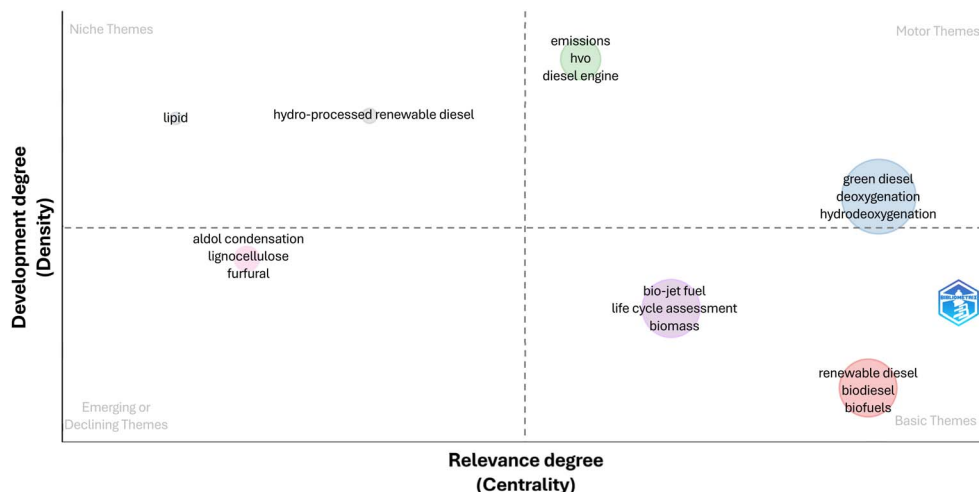 Niche Themes
Motor Themes
emissions
hvo
diesel engine
lipid
hydro-processed renewable diesel
green diesel
deoxygenation
hydrodeoxygenation
Development degree
(Density)
aldol condensation
lignocellulose
furfural
bio-jet fuel
life cycle assessment
biomass
BIBLIOMETRIX
renewable diesel
biodiesel
biofuels
Emerging or
Declining Themes
Basic Themes
Relevance degree
(Centrality)